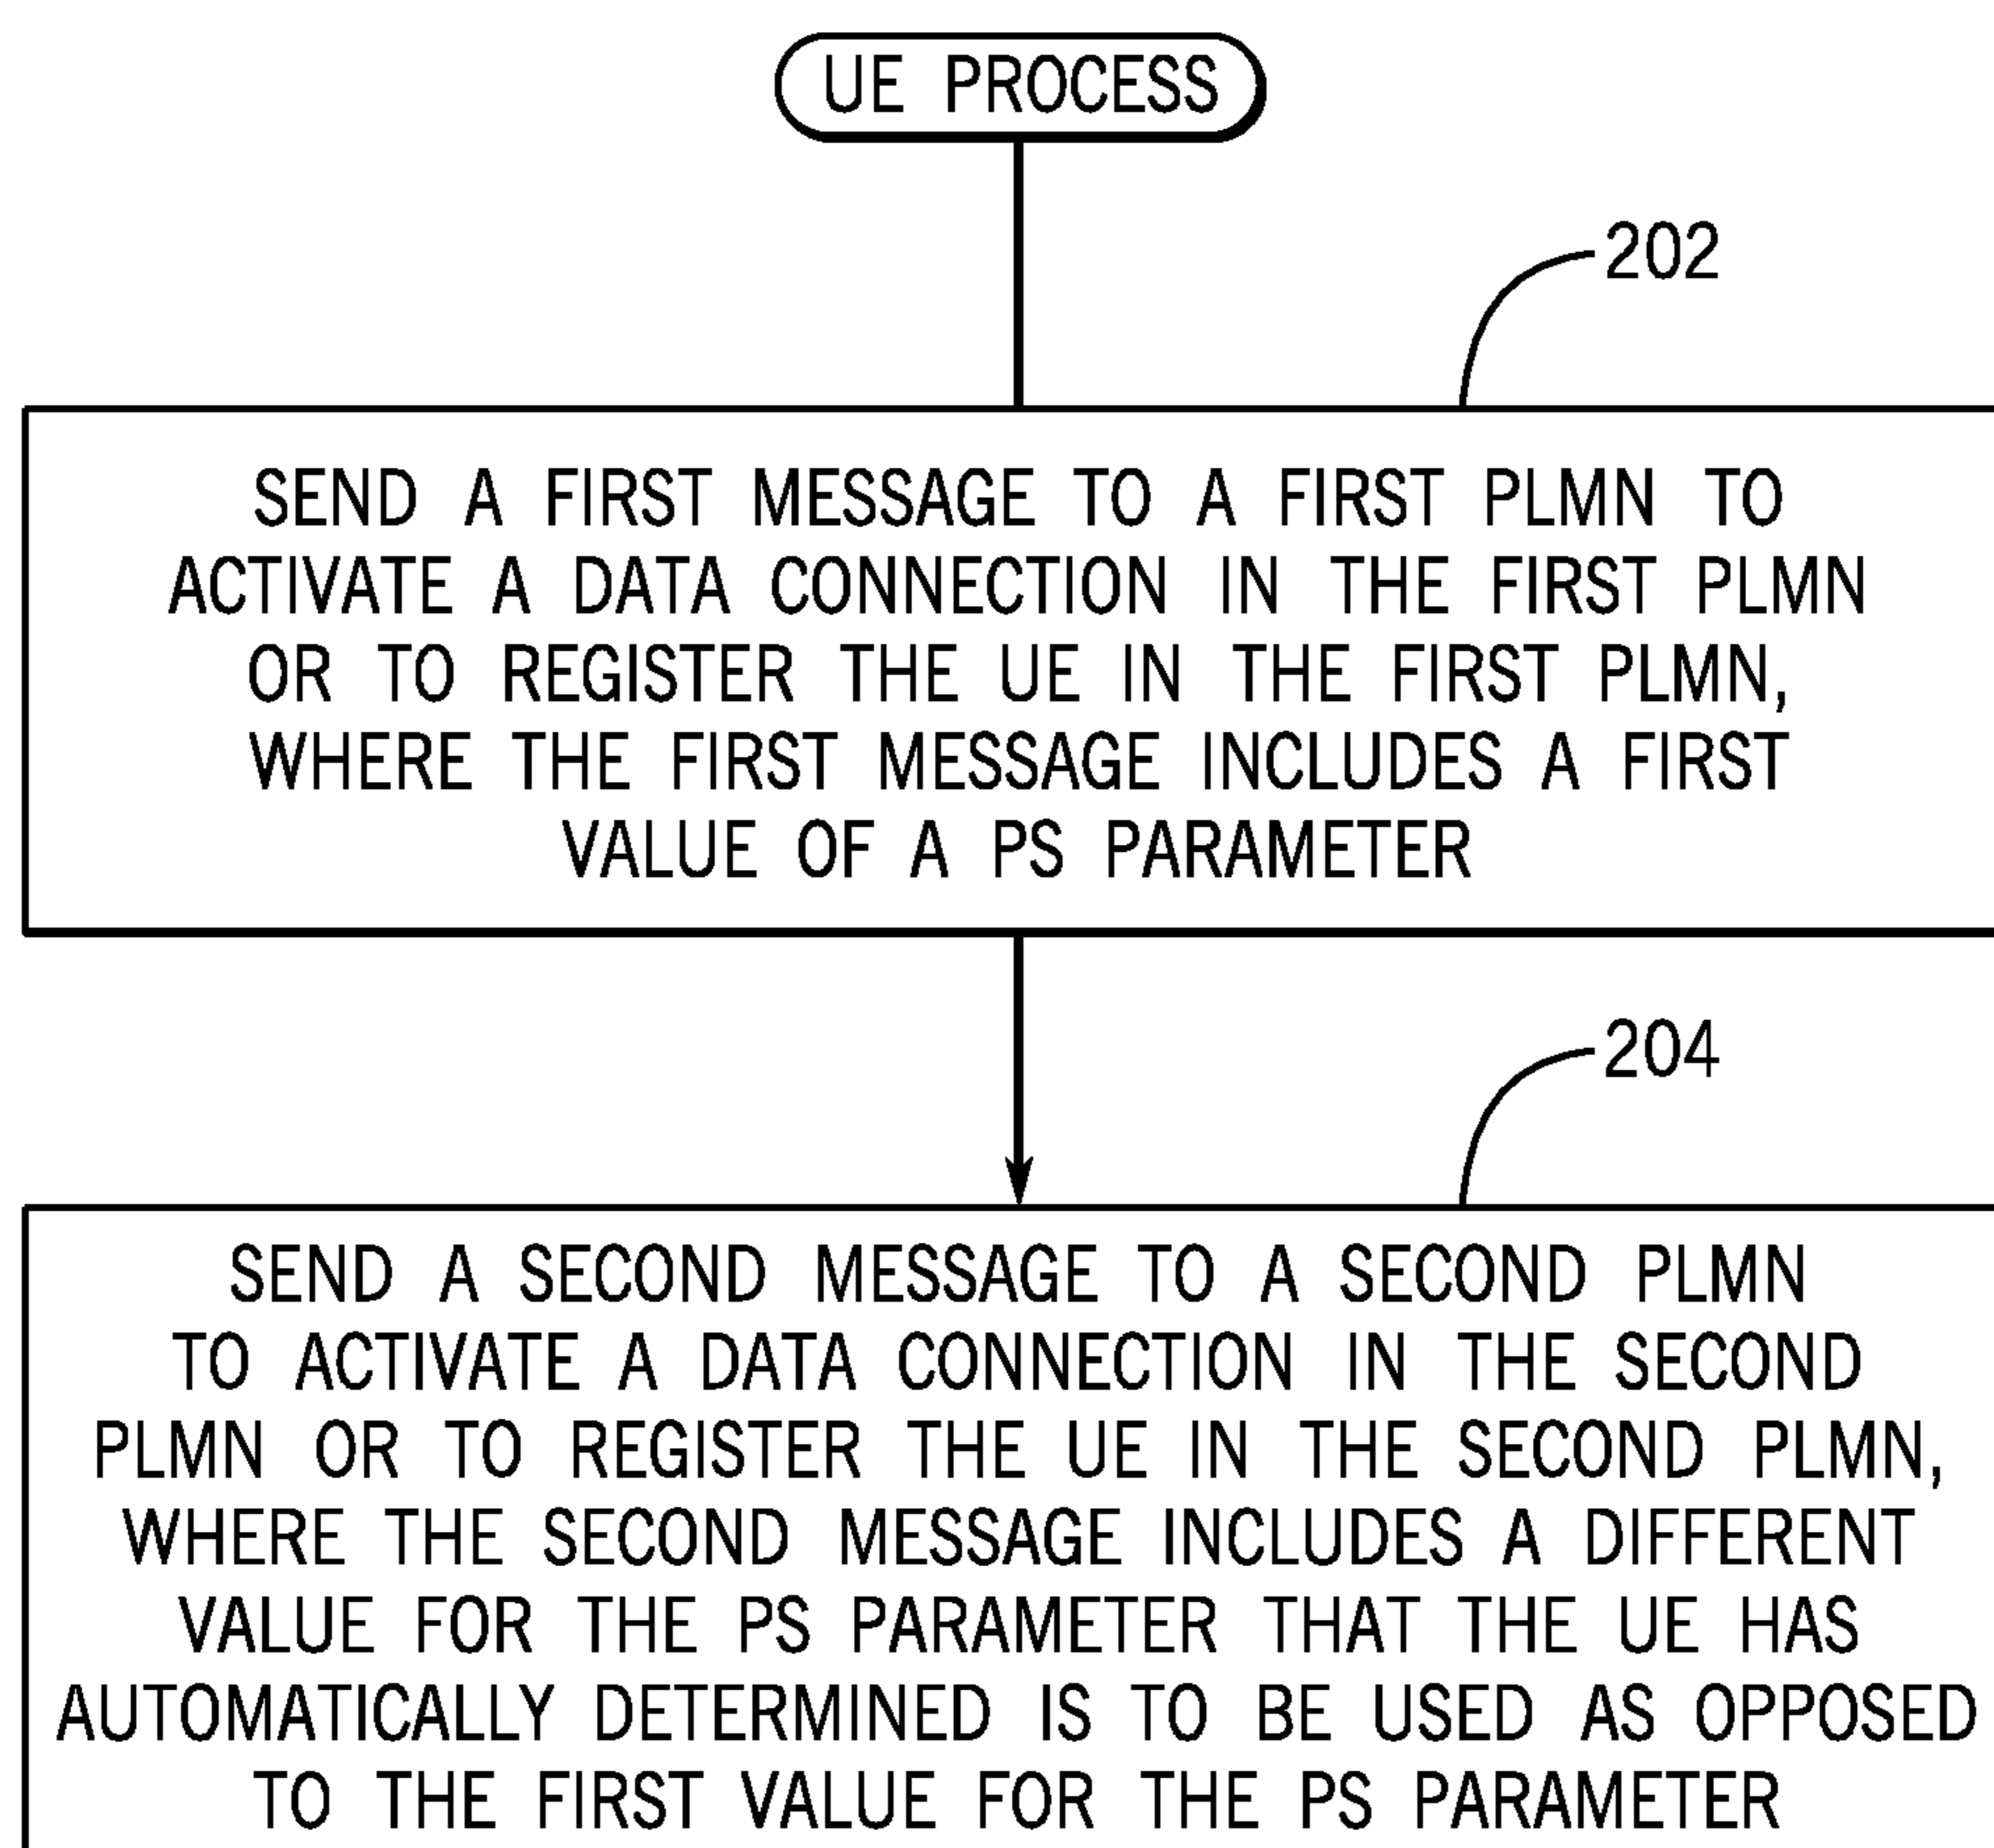 UE PROCESS
202
SEND A FIRST MESSAGE TO A FIRST PLMN TO
ACTIVATE A DATA CONNECTION IN THE FIRST PLMN
OR TO REGISTER THE UE IN THE FIRST PLMN,
WHERE THE FIRST MESSAGE INCLUDES A FIRST
VALUE OF A PS PARAMETER
204
SEND A SECOND MESSAGE TO A SECOND PLMN
TO ACTIVATE A DATA CONNECTION IN THE SECOND
PLMN OR TO REGISTER THE UE IN THE SECOND PLMN,
WHERE THE SECOND MESSAGE INCLUDES A DIFFERENT
VALUE FOR THE PS PARAMETER THAT THE UE HAS
AUTOMATICALLY DETERMINED IS TO BE USED AS OPPOSED
TO THE FIRST VALUE FOR THE PS PARAMETER